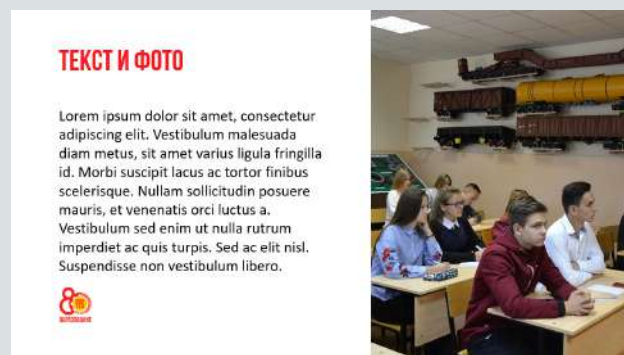 ТЕКСТ И ФОТО
Lorem ipsum dolor sit amet, consectetur
adipiscing elit. Vestibulum malesuada
diam metus, sit amet varius ligula fringilla
id. Morbi suscipit lacus ac tortor finibus
scelerisque. Nullam sollicitudin posuere
mauris, et venenatis orci luctus a.
Vestibulum sed enim ut nulla rutrum
imperdiet ac quis turpis. Sed ac elit nisl.
Suspendisse non vestibulum libero.
80